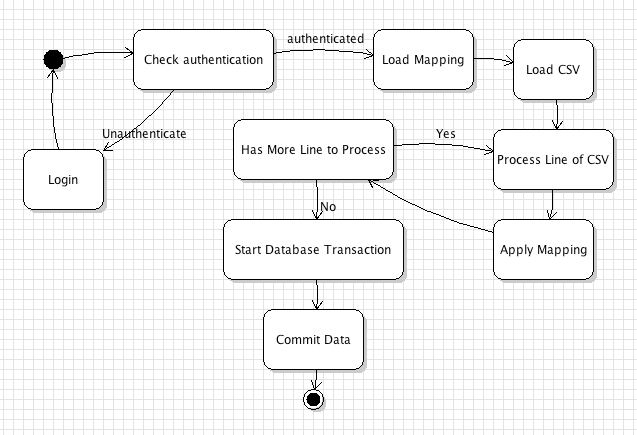 authenticated
Check authentication
Load Mapping
Load CSV
Unauthenticate
Yes
Has More Line to Process
Process Line of CSV
Login
No
Start Database Transaction
Apply Mapping
Commit Data